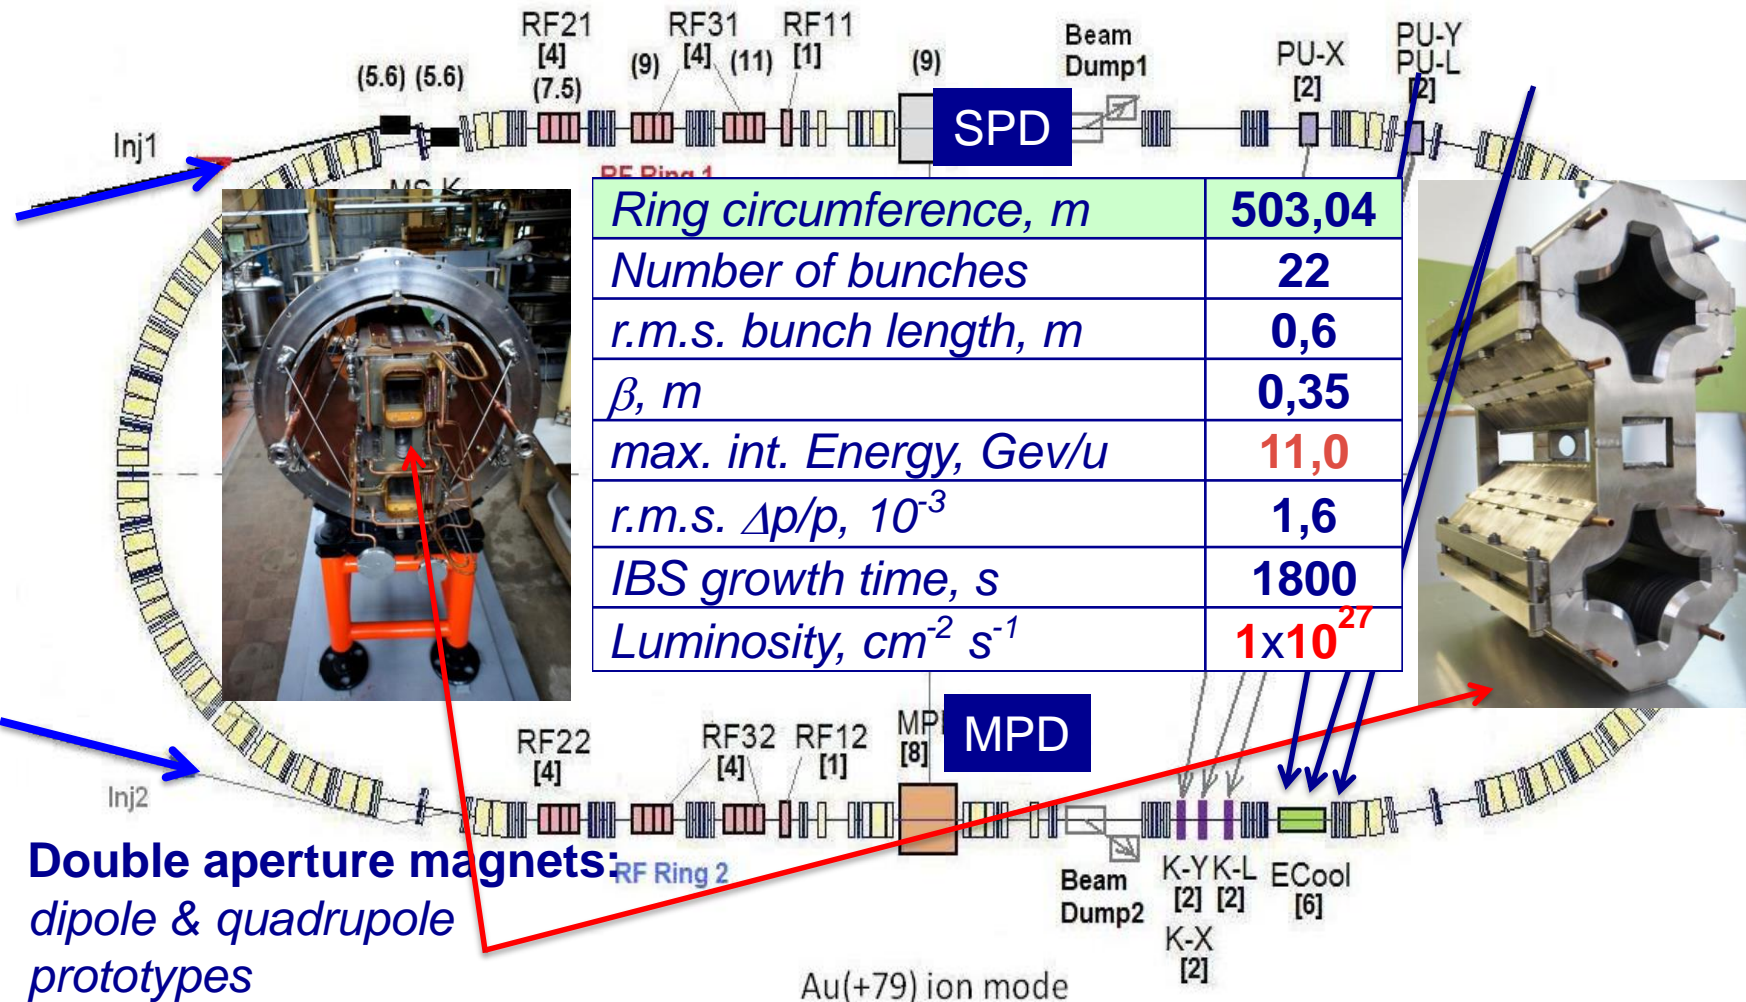 RF21
[4]
(7.5)
RF31
[4]
(9)
(11)
RF11
[1]
(9)
Beam
Dump1
PU-X
[2]
PU-Y
PU-L
[2]
(5.6) (5.6)
Inj1
SPD
MS K
RF Ring 1
Ring circumference, m 503,04
Number of bunches 22
r.m.s. bunch length, m 0,6
β, m 0,35
max. int. Energy, Gev/u 11,0
r.m.s. Δp/p, 10⁻³ 1,6
IBS growth time, s 1800
Luminosity, cm⁻² s⁻¹ 1x10²⁷
RF22
[4]
RF32
[4]
RF12
[1]
MP
[8]
MPD
Inj2
Double aperture magnets:
dipole & quadrupole
prototypes
RF Ring 2
Beam
Dump2
K-Y
[2]
K-L
[2]
K-X
[2]
ECool
[6]
Au(+79) ion mode